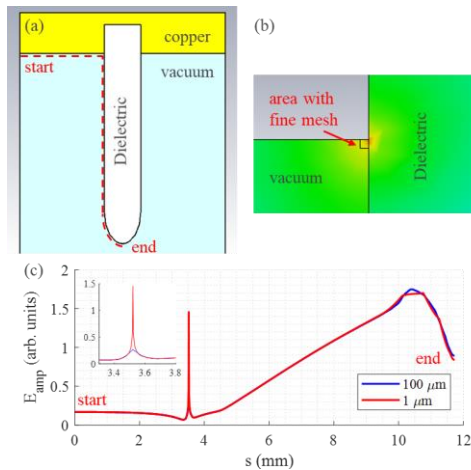 (a)
copper
start
vacuum
Dielectric
end
(b)
area with
fine mesh
vacuum
Dielectric
(c)
2
1.5
1
0.5
0
E_amp (arb. units)
1.5
1
0.5
0
3.4
3.6
3.8
start
end
100 μm
1 μm
0
2
4
6
8
10
12
s (mm)